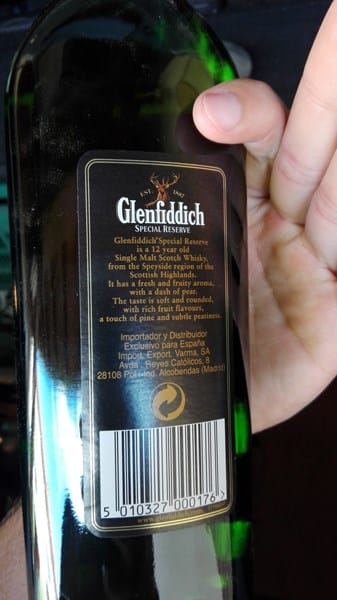 EST. 1887
Glenfiddich
SPECIAL RESERVE
Glenfiddich® Special Reserve
is a 12 year old
Single Malt Scotch Whisky,
from the Speyside region of the
Scottish Highlands.
It has a fresh and fruity aroma,
with a dash of pear.
The taste is soft and rounded,
with rich fruit flavours,
a touch of pine and subtle peatiness.
Importador y Distribuidor
Exclusivo para España
Import. Export. Varma, SA
Avda. Reyes Católicos, 8
28108 Pol. Ind. Alcobendas (Madrid)
5 010327 000176 >
www.glenfiddich.com